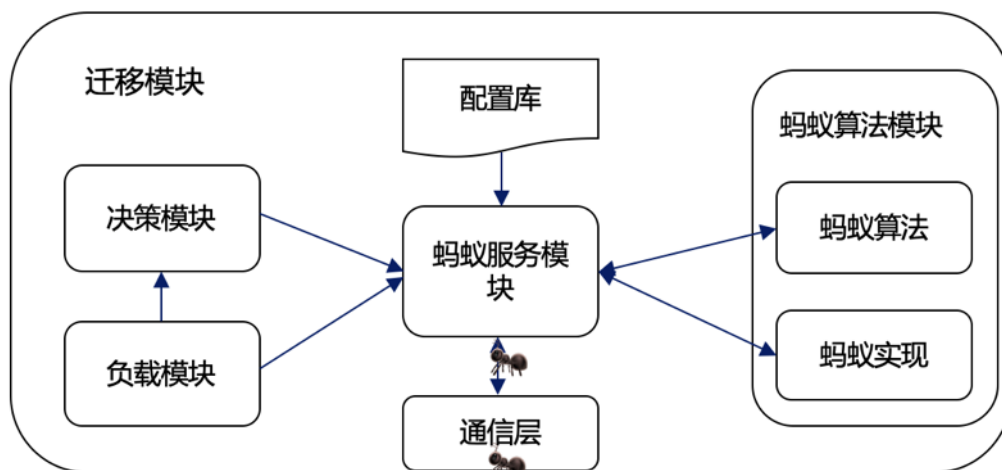 迁移模块
配置库
蚂蚁算法模块
决策模块
蚂蚁服务模
块
蚂蚁算法
负载模块
蚂蚁实现
通信层